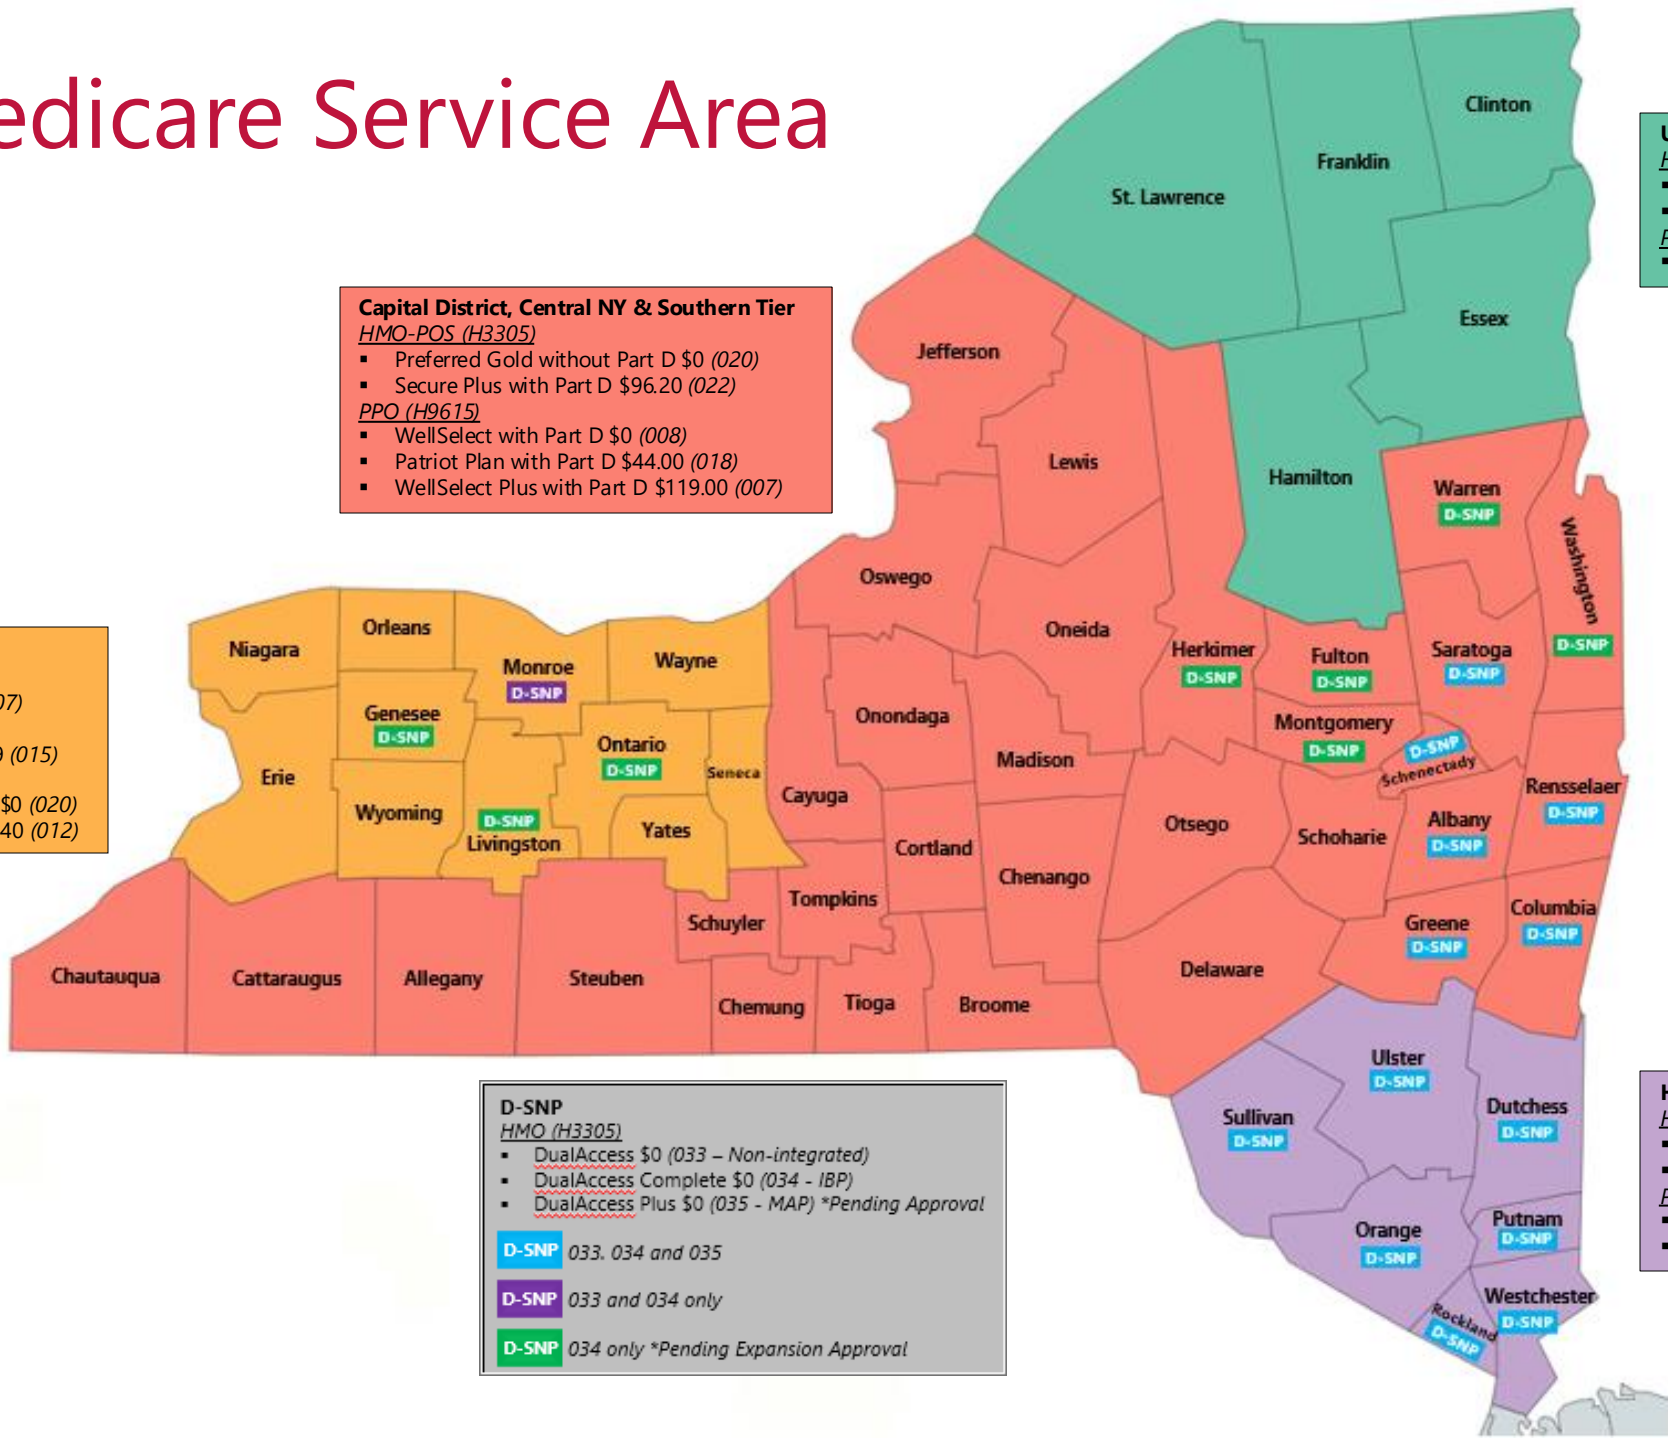 edicare Service Area
Capital District, Central NY & Southern Tier
HMO-POS (H3305)
▪ Preferred Gold without Part D $0 (020)
▪ Secure Plus with Part D $96.20 (022)
PPO (H9615)
▪ WellSelect with Part D $0 (008)
▪ Patriot Plan with Part D $44.00 (018)
▪ WellSelect Plus with Part D $119.00 (007)
07)
(015)
$0 (020)
40 (012)
Clinton
Franklin
St. Lawrence
Essex
Jefferson
Lewis
Hamilton
Warren
D-SNP
Washington
D-SNP
Oswego
Oneida
Herkimer
D-SNP
Fulton
D-SNP
Saratoga
D-SNP
Niagara
Orleans
Monroe
D-SNP
Wayne
Genesee
D-SNP
Ontario
D-SNP
Seneca
Onondaga
Madison
Montgomery
D-SNP
D-SNP
Schenectady
Rensselaer
D-SNP
Erie
Wyoming
D-SNP
Livingston
Yates
Cayuga
Cortland
Chenango
Otsego
Schoharie
Albany
D-SNP
Tompkins
Schuyler
Greene
D-SNP
Columbia
D-SNP
Chautauqua
Cattaraugus
Allegany
Steuben
Chemung
Tioga
Broome
Delaware
Ulster
D-SNP
Sullivan
D-SNP
Dutchess
D-SNP
Orange
D-SNP
Putnam
D-SNP
Westchester
D-SNP
Rockland
D-SNP
D-SNP
HMO (H3305)
▪ DualAccess $0 (033 – Non-integrated)
▪ DualAccess Complete $0 (034 - IBP)
▪ DualAccess Plus $0 (035 - MAP) *Pending Approval
D-SNP 033. 034 and 035
D-SNP 033 and 034 only
D-SNP 034 only *Pending Expansion Approval